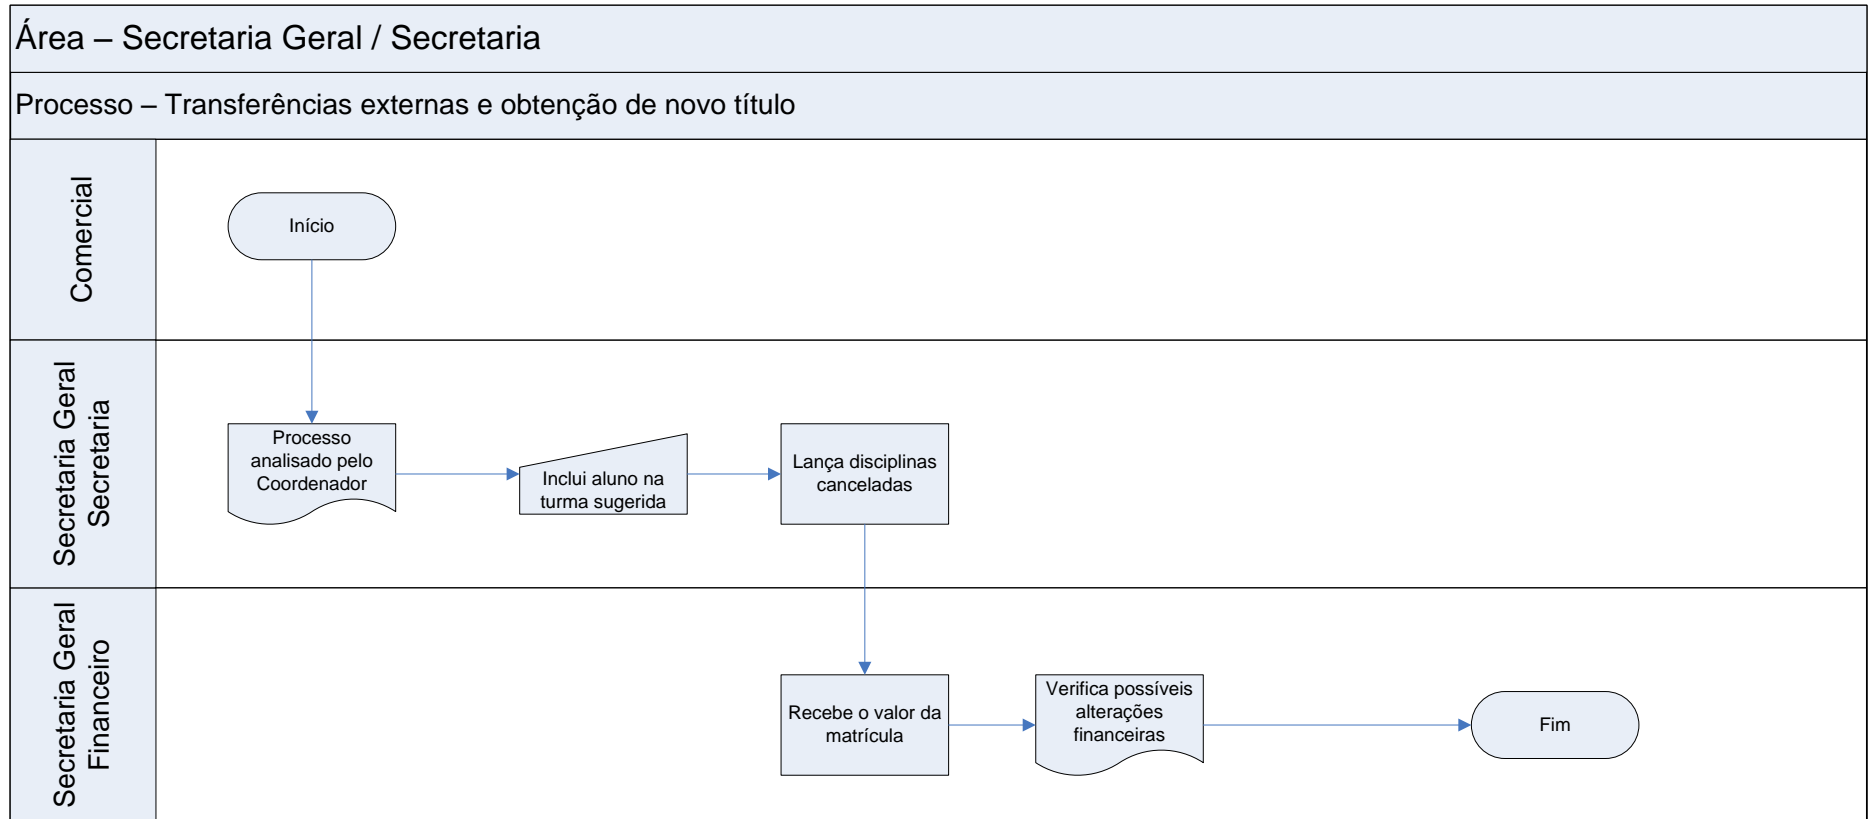 Área – Secretaria Geral / Secretaria
Processo – Transferências externas e obtenção de novo título
Comercial
Início
Secretaria Geral
Secretaria
Processo
analisado pelo
Coordenador
Inclui aluno na
turma sugerida
Lança disciplinas
canceladas
Secretaria Geral
Financeiro
Recebe o valor da
matrícula
Verifica possíveis
alterações
financeiras
Fim